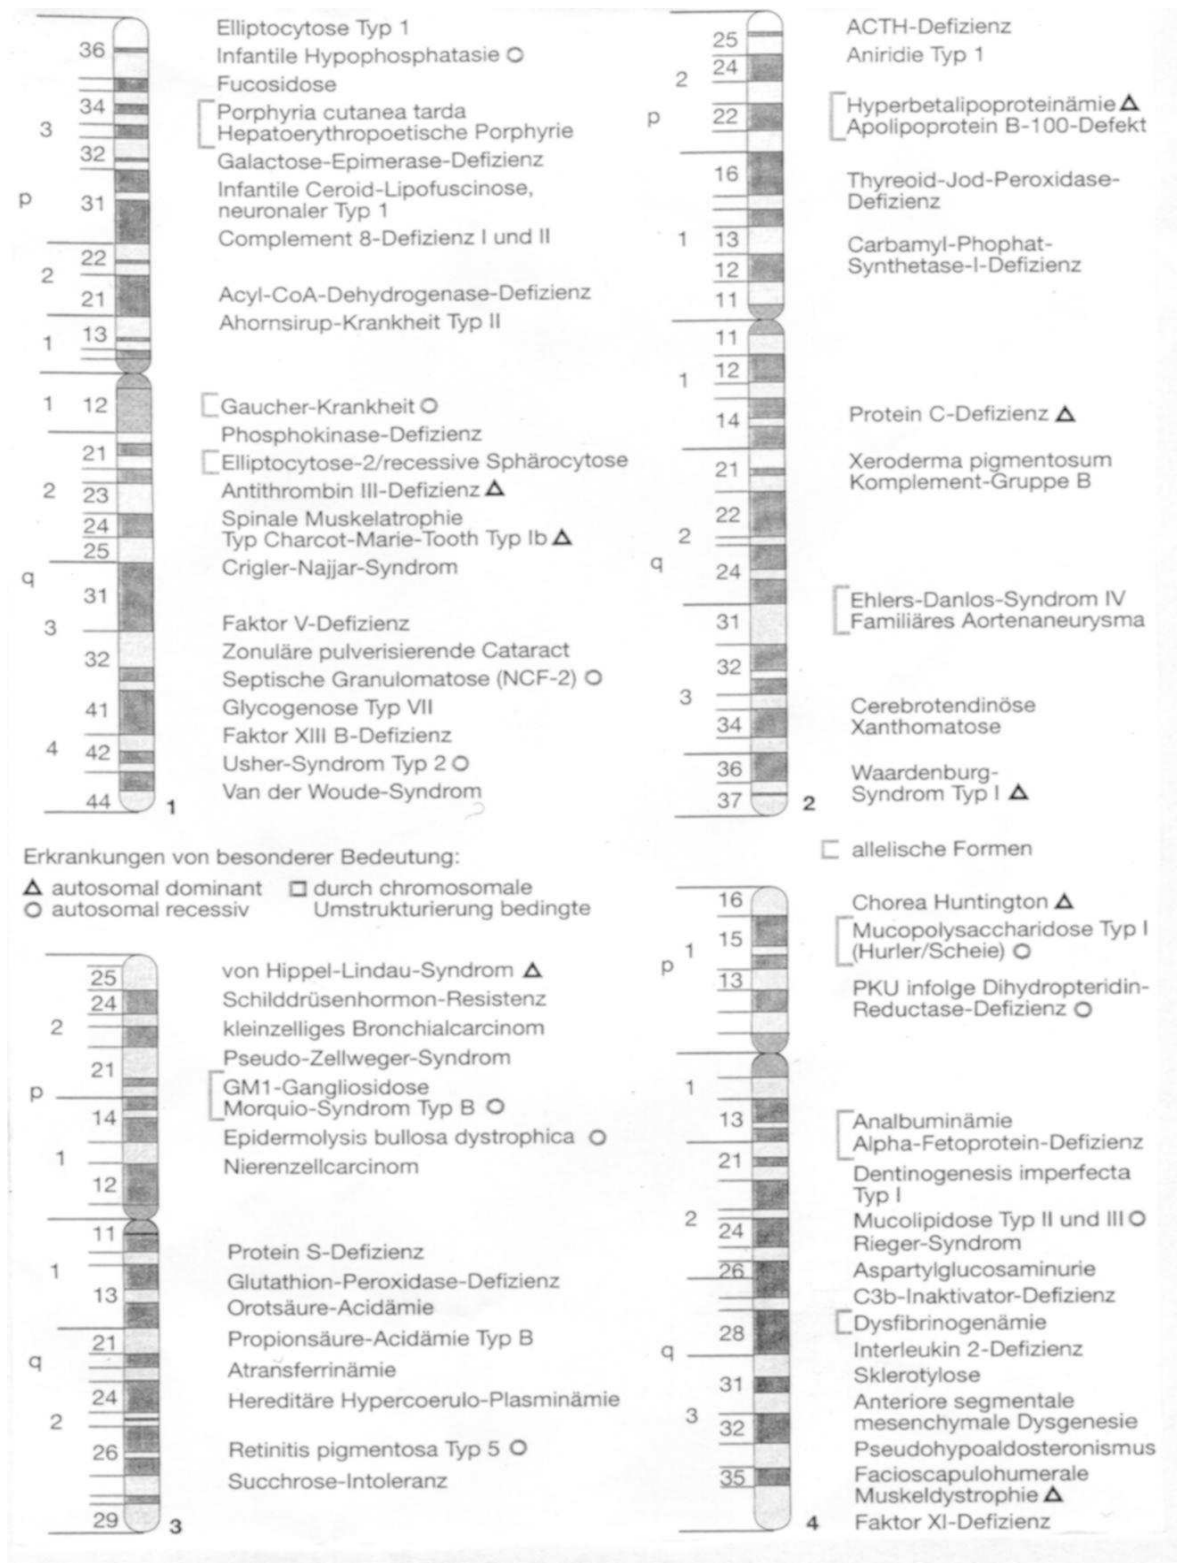 Elliptocytose Typ 1
36
Infantile Hypophosphatasie
Fucosidose
34
Porphyria cutanea tarda
3
Hepatoerythropoetische Porphyrie
32
Galactose-Epimerase-Defizienz
p
31
Infantile Ceroid-Lipofuscinose,
neuronaler Typ 1
Complement 8-Defizienz I und II
22
2
21
Acyl-CoA-Dehydrogenase-Defizienz
13
Ahornsirup-Krankheit Typ II
1
1
12
Gaucher-Krankheit
Phosphokinase-Defizienz
21
Elliptocytose-2/recessive Sphärocytose
2
23
Antithrombin III-Defizienz
24
Spinale Muskelatrophie
Typ Charcot-Marie-Tooth Typ Ib
25
q
Crigler-Najjar-Syndrom
31
3
Faktor V-Defizienz
32
Zonuläre pulverisierende Cataract
Septische Granulomatose (NCF-2)
41
Glycogenose Typ VII
4
42
Faktor XIII B-Defizienz
Usher-Syndrom Typ 2
44
Van der Woude-Syndrom
1
ACTH-Defizienz
25
Aniridie Typ 1
2
24
p
22
Hyperbetalipoproteinämie
Apolipoprotein B-100-Defekt
16
Thyreoid-Jod-Peroxidase-
Defizienz
1
13
Carbamyl-Phophat-
12
Synthetase-I-Defizienz
11
11
1
12
14
Protein C-Defizienz
21
Xeroderma pigmentosum
Komplement-Gruppe B
22
2
q
24
31
Ehlers-Danlos-Syndrom IV
Familiäres Aortenaneurysma
32
3
34
Cerebrotendinöse
Xanthomatose
36
Waardenburg-
37
Syndrom Typ I
2
Erkrankungen von besonderer Bedeutung:
autosomal dominant
durch chromosomale
autosomal recessiv
Umstrukturierung bedingte
allelische Formen
25
von Hippel-Lindau-Syndrom
24
Schilddrüsenhormon-Resistenz
2
kleinzelliges Bronchialcarcinom
21
Pseudo-Zellweger-Syndrom
p
GM1-Gangliosidose
14
Morquio-Syndrom Typ B
1
Epidermolysis bullosa dystrophica
12
Nierenzellcarcinom
11
Protein S-Defizienz
1
Glutathion-Peroxidase-Defizienz
13
Orotsäure-Acidämie
21
Propionsäure-Acidämie Typ B
q
Atransferrinämie
24
Hereditäre Hypercoerulo-Plasminämie
2
26
Retinitis pigmentosa Typ 5
Succhrose-Intoleranz
29
3
16
Chorea Huntington
1
15
Mucopolysaccharidose Typ I
(Hurler/Scheie)
p
13
PKU infolge Dihydropteridin-
Reductase-Defizienz
1
13
Analbuminämie
Alpha-Fetoprotein-Defizienz
21
Dentinogenesis imperfecta
Typ I
2
24
Mucolipidose Typ II und III
Rieger-Syndrom
26
Aspartylglucosaminurie
C3b-Inaktivator-Defizienz
28
Dysfibrinogenämie
q
Interleukin 2-Defizienz
31
Sklerotylose
3
32
Anteriore segmentale
mesenchymale Dysgenesie
Pseudohypoaldosteronismus
35
Facioscapulohumerale
Muskeldystrophie
4
Faktor XI-Defizienz